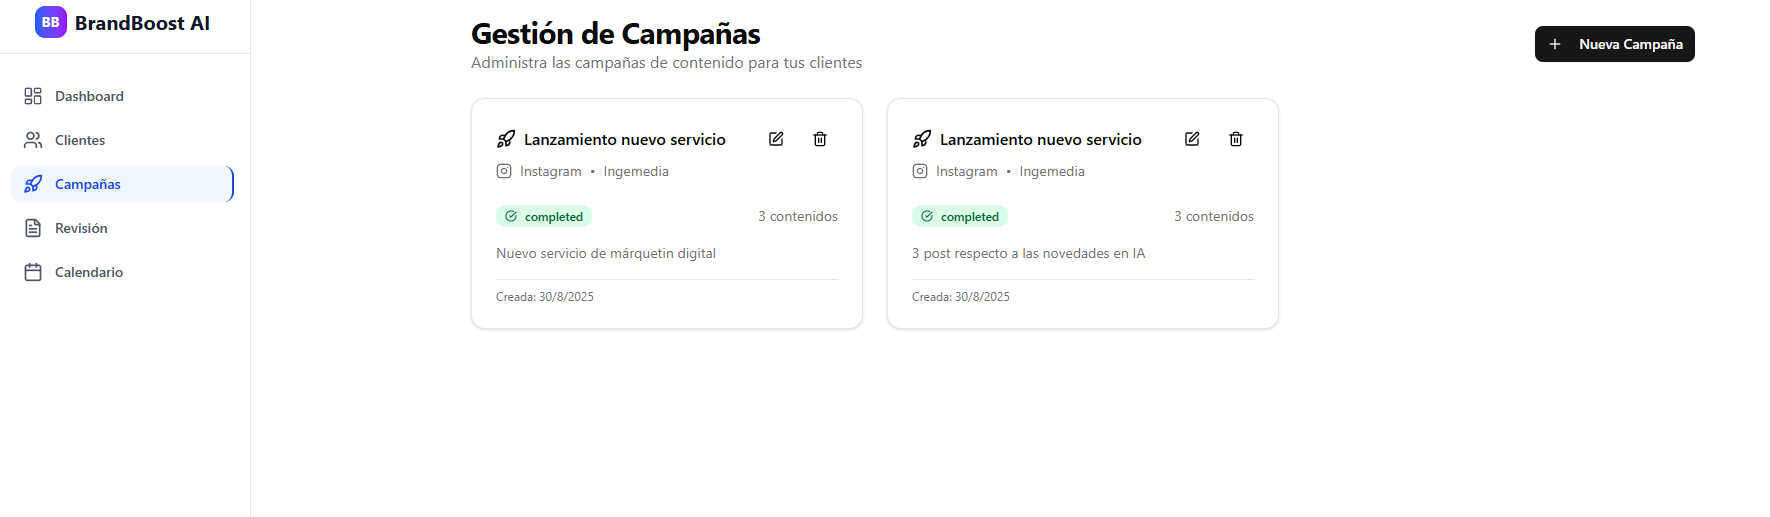 BB BrandBoost AI
Dashboard
Clientes
Campañas
Revisión
Calendario
Gestión de Campañas
Administra las campañas de contenido para tus clientes
+ Nueva Campaña
Lanzamiento nuevo servicio
Instagram • Ingemedia
completed 3 contenidos
Nuevo servicio de márquetin digital
Creada: 30/8/2025
Lanzamiento nuevo servicio
Instagram • Ingemedia
completed 3 contenidos
3 post respecto a las novedades en IA
Creada: 30/8/2025